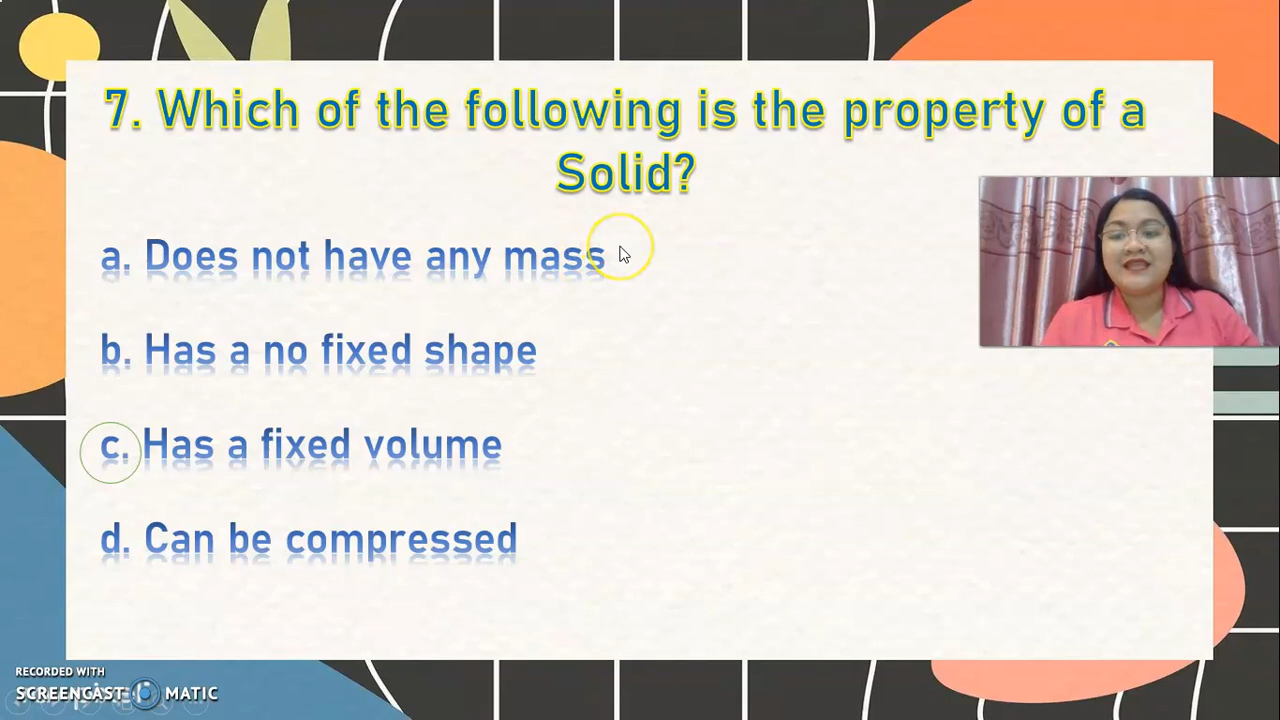 7. Which of the following is the property of a
Solid?
a. Does not have any mass
b. Has a no fixed shape
c. Has a fixed volume
d. Can be compressed
RECORDED WITH
SCREENCAST MATIC